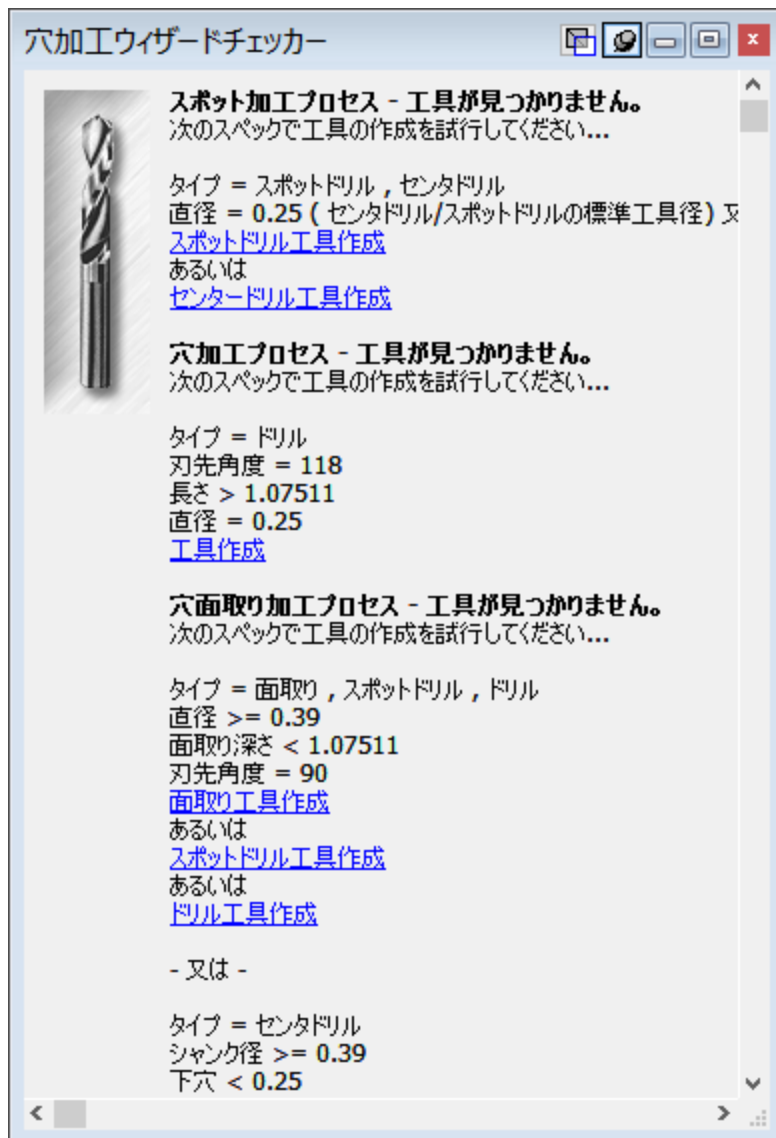 穴加工ウィザードチェッカー
スポット加工プロセス - 工具が見つかりません。
次のスペックで工具の作成を試行してください...
タイプ = スポットドリル , センタドリル
直径 = 0.25 ( センタドリル/スポットドリルの標準工具径) 又
スポットドリル工具作成
あるいは
センタードリル工具作成
穴加工プロセス - 工具が見つかりません。
次のスペックで工具の作成を試行してください...
タイプ = ドリル
刃先角度 = 118
長さ > 1.07511
直径 = 0.25
工具作成
穴面取り加工プロセス - 工具が見つかりません。
次のスペックで工具の作成を試行してください...
タイプ = 面取り , スポットドリル , ドリル
直径 >= 0.39
面取り深さ < 1.07511
刃先角度 = 90
面取り工具作成
あるいは
スポットドリル工具作成
あるいは
ドリル工具作成
- 又は -
タイプ = センタドリル
シャンク径 >= 0.39
下穴 < 0.25